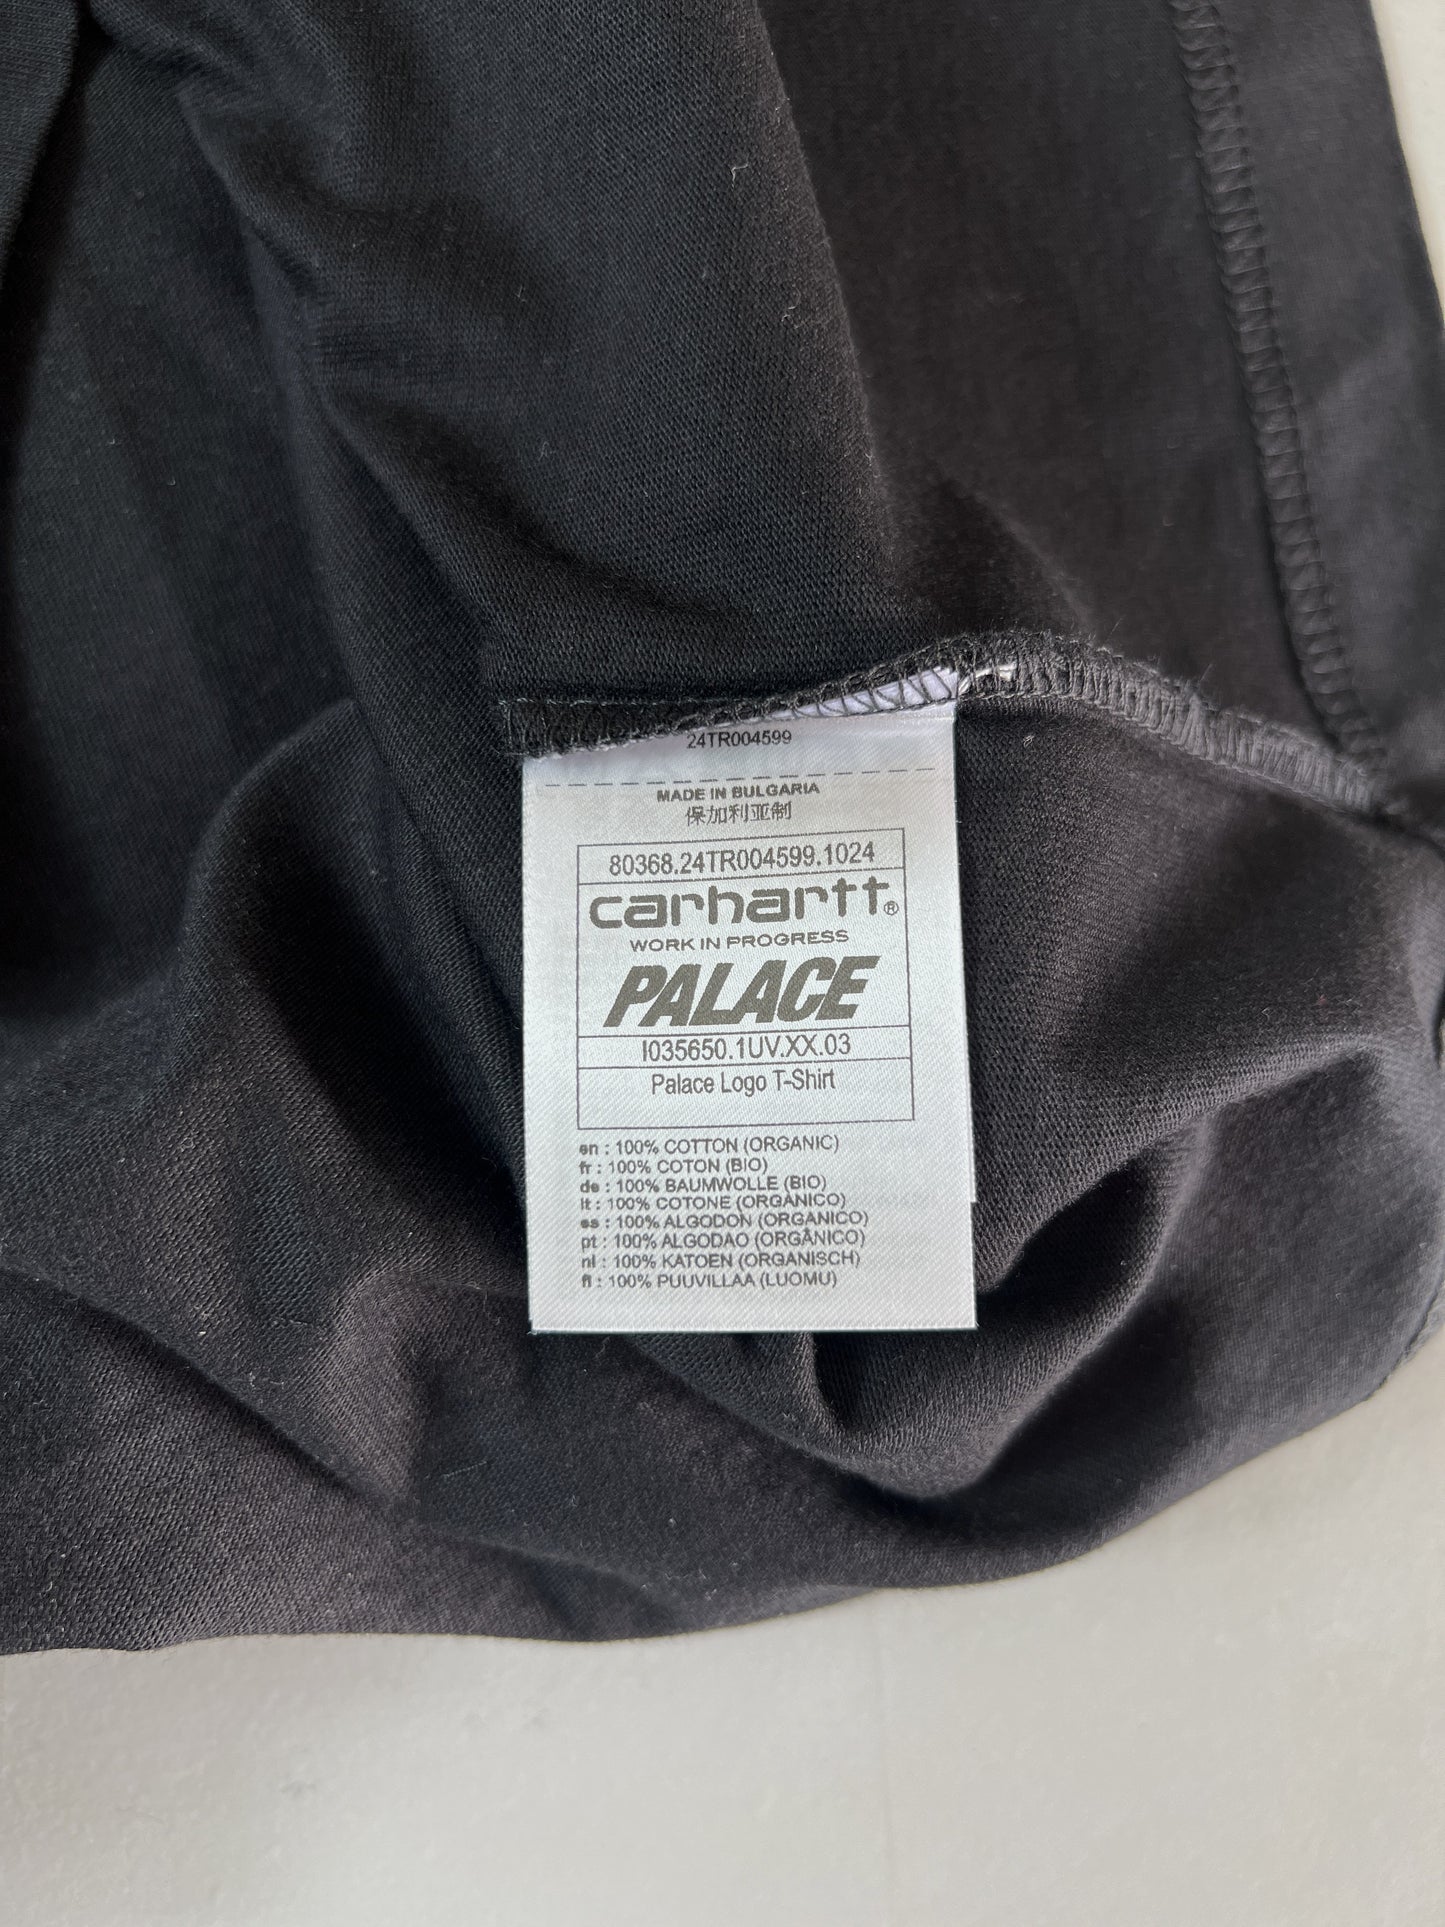 24TR004599
MADE IN BULGARIA
保加利亚制
80368.24TR004599.1024
carhartt®
WORK IN PROGRESS
PALACE
I035650.1UV.XX.03
Palace Logo T-Shirt
en : 100% COTTON (ORGANIC)
fr : 100% COTON (BIO)
de : 100% BAUMWOLLE (BIO)
it : 100% COTONE (ORGANICO)
es : 100% ALGODON (ORGANICO)
pt : 100% ALGODAO (ORGÂNICO)
nl : 100% KATOEN (ORGANISCH)
fi : 100% PUUVILLAA (LUOMU)